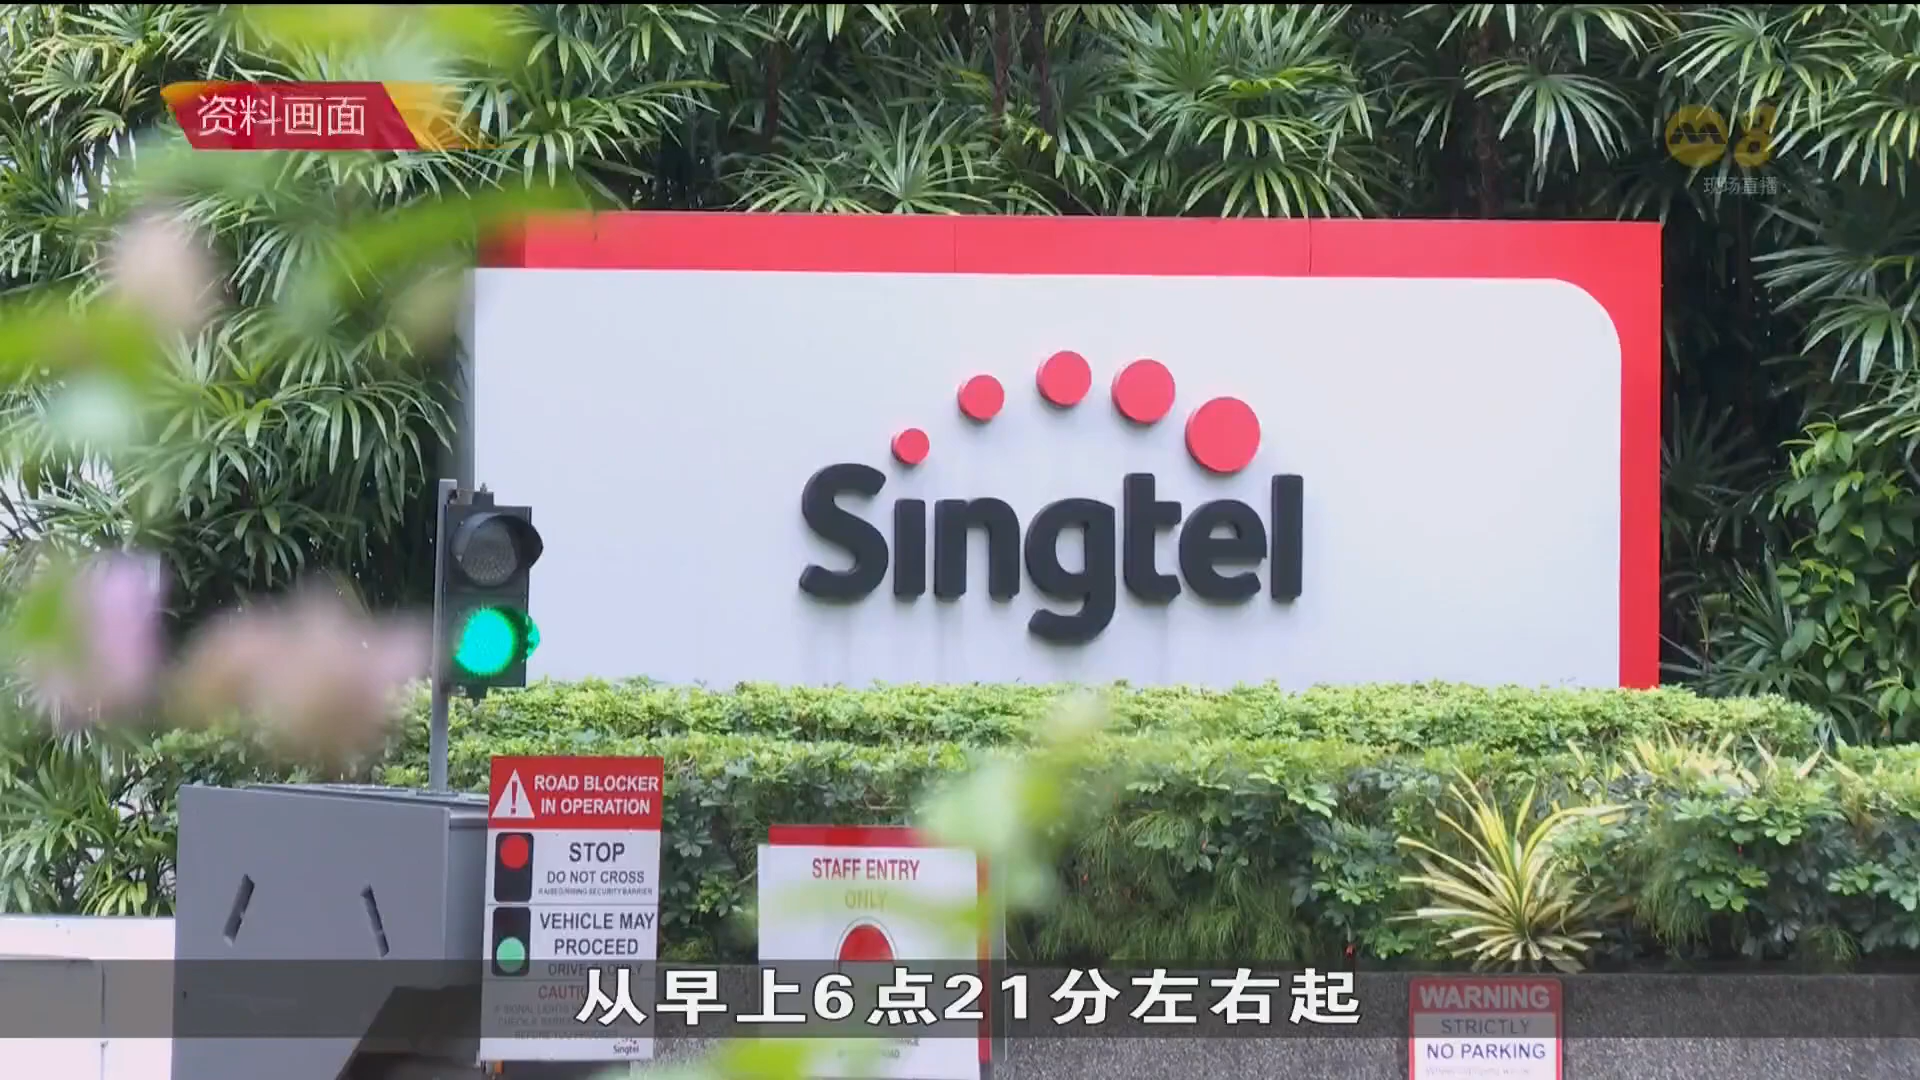 资料画面
现场直播
Singtel
ROAD BLOCKER
IN OPERATION
STOP
DO NOT CROSS
VEHICLE MAY
PROCEED
DRIVE SLOWLY
STAFF ENTRY
ONLY
从早上6点21分左右起
Singtel
WARNING
STRICTLY
NO PARKING